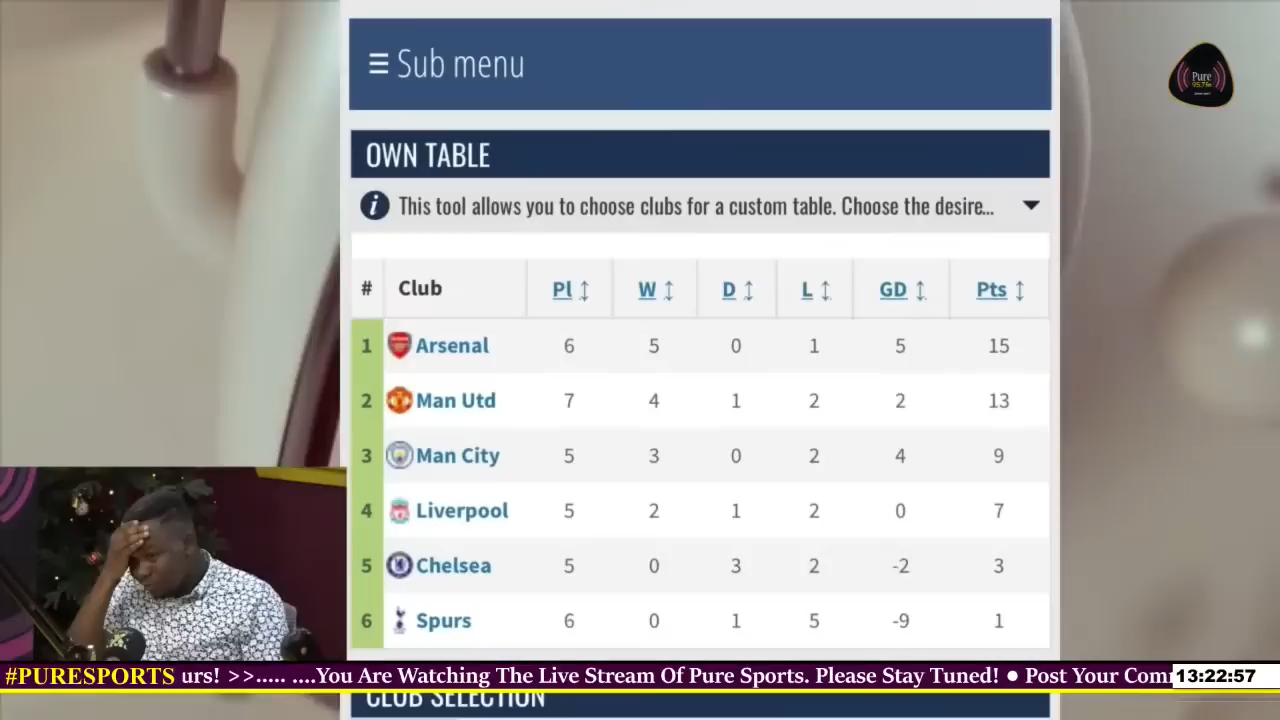 ☰ Sub menu
Pure
95.7fm
OWN TABLE
i This tool allows you to choose clubs for a custom table. Choose the desire...
# Club Pl ↕ W ↕ D ↕ L ↕ GD ↕ Pts ↕
1 Arsenal 6 5 0 1 5 15
2 Man Utd 7 4 1 2 2 13
3 Man City 5 3 0 2 4 9
4 Liverpool 5 2 1 2 0 7
5 Chelsea 5 0 3 2 -2 3
6 Spurs 6 0 1 5 -9 1
#PURESPORTS urs! >>..... ....You Are Watching The Live Stream Of Pure Sports. Please Stay Tuned! ● Post Your Com 13:22:57
CLUB SELECTION